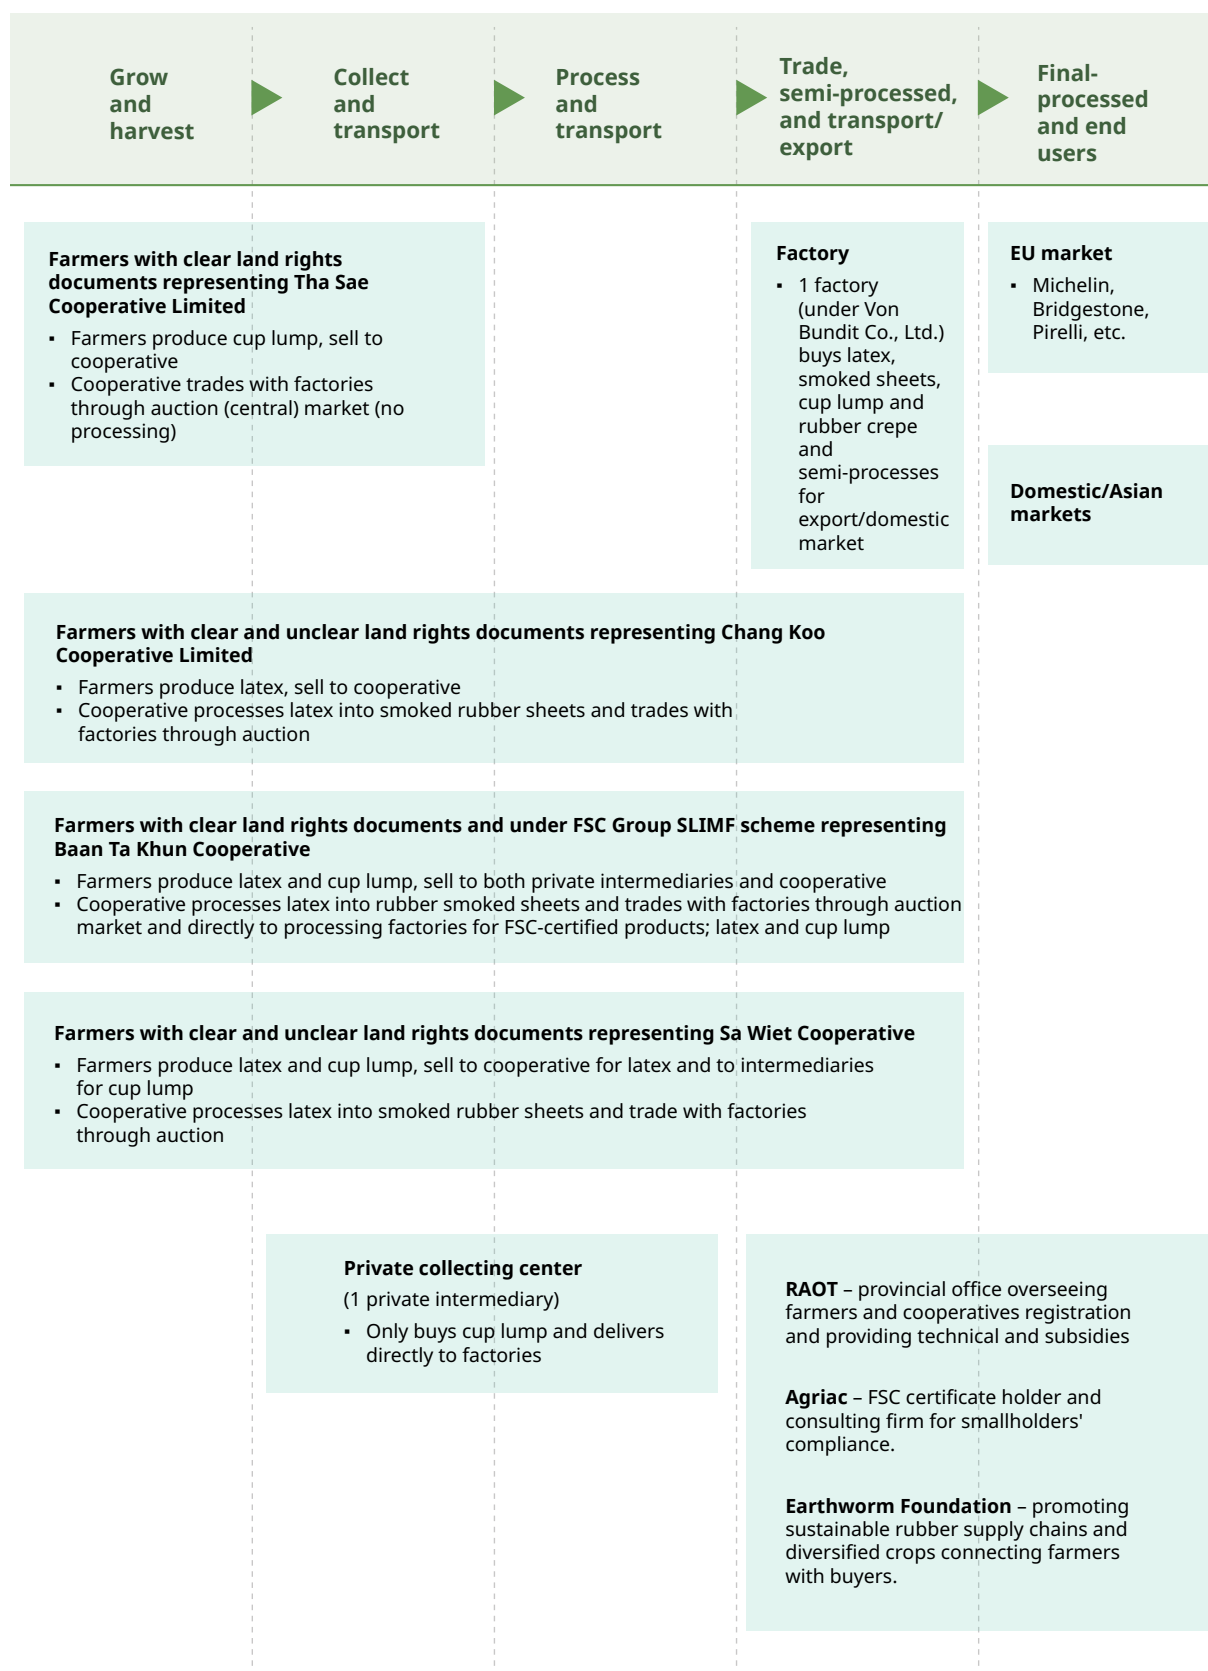 Grow
and
harvest
Collect
and
transport
Process
and
transport
Trade,
semi-processed,
and transport/
export
Final-
processed
and end
users
Farmers with clear land rights
documents representing Tha Sae
Cooperative Limited
▪ Farmers produce cup lump, sell to
cooperative
▪ Cooperative trades with factories
through auction (central) market (no
processing)
Factory
▪ 1 factory
(under Von
Bundit Co., Ltd.)
buys latex,
smoked sheets,
cup lump and
rubber crepe
and
semi-processes
for
export/domestic
market
EU market
▪ Michelin,
Bridgestone,
Pirelli, etc.
Domestic/Asian
markets
Farmers with clear and unclear land rights documents representing Chang Koo
Cooperative Limited
▪ Farmers produce latex, sell to cooperative
▪ Cooperative processes latex into smoked rubber sheets and trades with
factories through auction
Farmers with clear land rights documents and under FSC Group SLIMF scheme representing
Baan Ta Khun Cooperative
▪ Farmers produce latex and cup lump, sell to both private intermediaries and cooperative
▪ Cooperative processes latex into rubber smoked sheets and trades with factories through auction
market and directly to processing factories for FSC-certified products; latex and cup lump
Farmers with clear and unclear land rights documents representing Sa Wiet Cooperative
▪ Farmers produce latex and cup lump, sell to cooperative for latex and to intermediaries
for cup lump
▪ Cooperative processes latex into smoked rubber sheets and trade with factories
through auction
Private collecting center
(1 private intermediary)
▪ Only buys cup lump and delivers
directly to factories
RAOT – provincial office overseeing
farmers and cooperatives registration
and providing technical and subsidies
Agriac – FSC certificate holder and
consulting firm for smallholders'
compliance.
Earthworm Foundation – promoting
sustainable rubber supply chains and
diversified crops connecting farmers
with buyers.